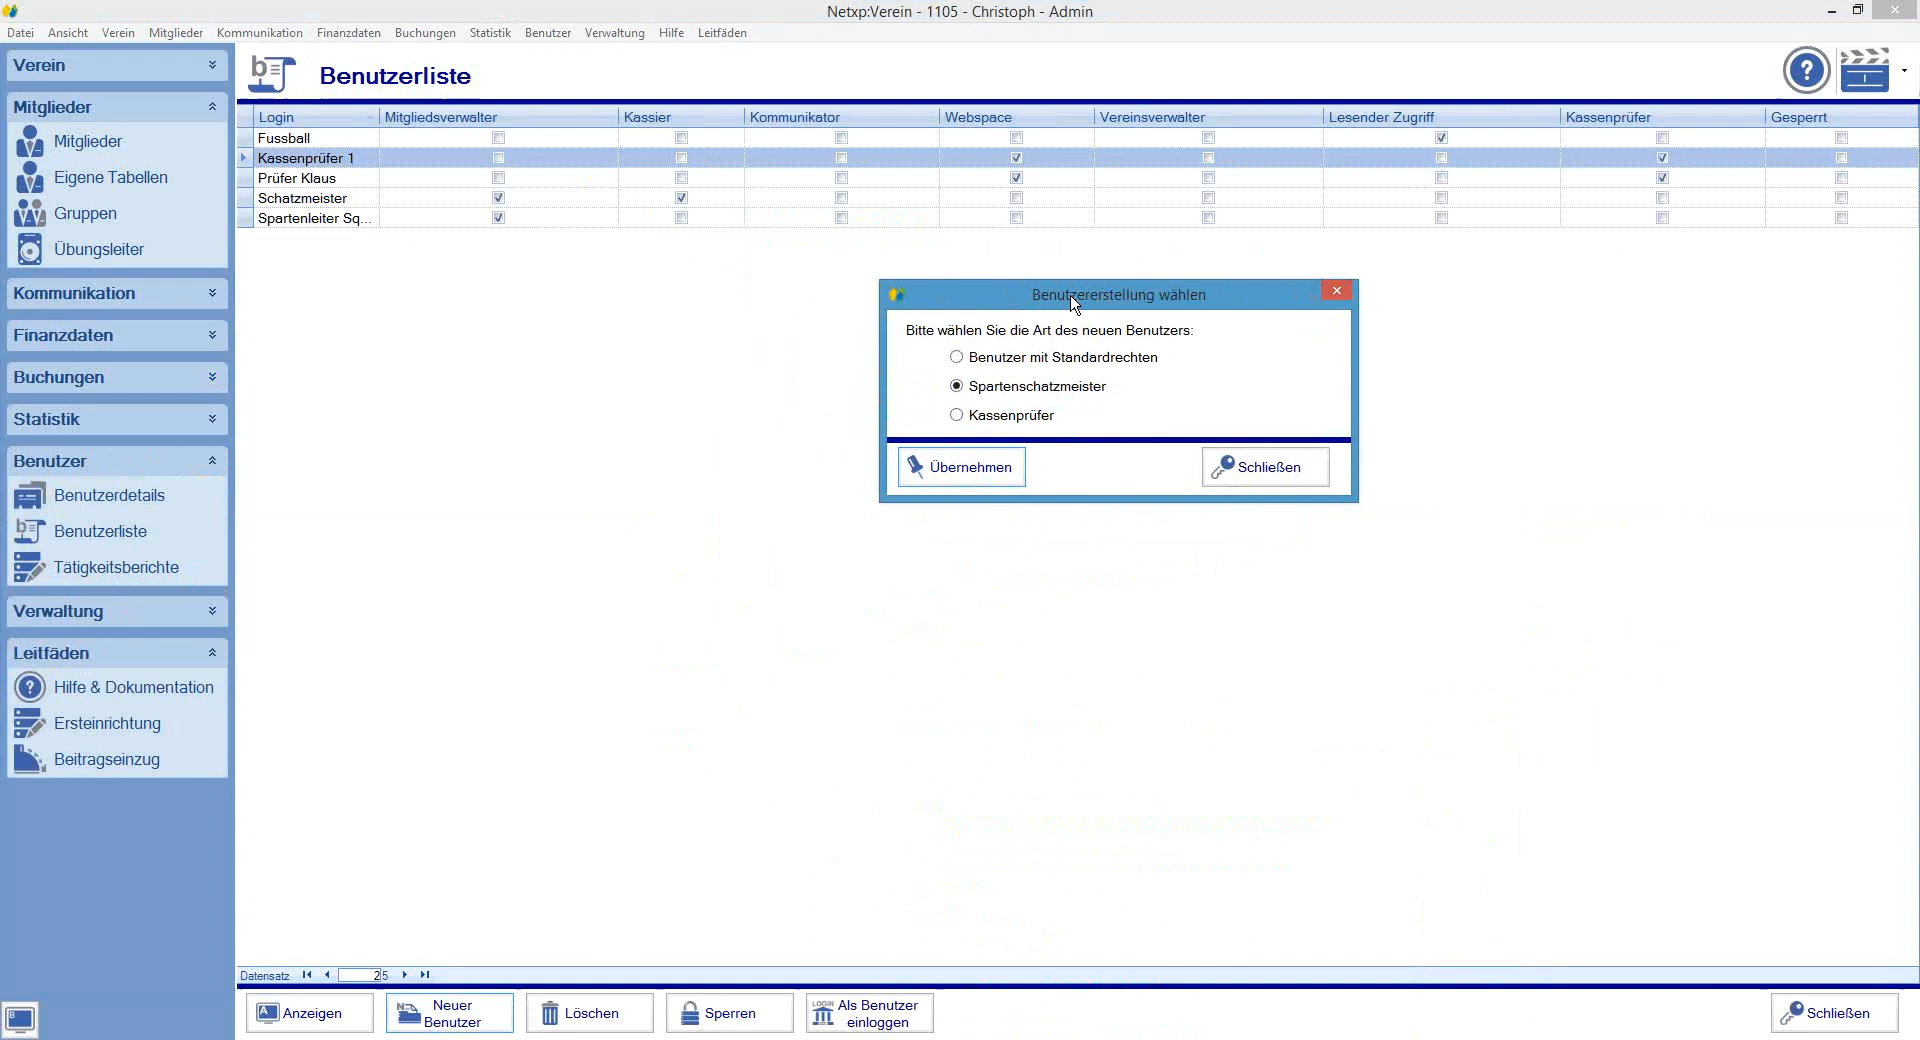 Netxp:Verein - 1105 - Christoph - Admin
Datei Ansicht Verein Mitglieder Kommunikation Finanzdaten Buchungen Statistik Benutzer Verwaltung Hilfe Leitfäden
Verein
Mitglieder
Mitglieder
Eigene Tabellen
Gruppen
Übungsleiter
Kommunikation
Finanzdaten
Buchungen
Statistik
Benutzer
Benutzerdetails
Benutzerliste
Tätigkeitsberichte
Verwaltung
Leitfäden
Hilfe & Dokumentation
Ersteinrichtung
Beitragseinzug
Benutzerliste
Login Mitgliedsverwalter Kassier Kommunikator Webspace Vereinsverwalter Lesender Zugriff Kassenprüfer Gesperrt
Fussball
Kassenprüfer 1
Prüfer Klaus
Schatzmeister
Spartenleiter Sq...
Benutzererstellung wählen
Bitte wählen Sie die Art des neuen Benutzers:
Benutzer mit Standardrechten
Spartenschatzmeister
Kassenprüfer
Übernehmen Schließen
Datensatz 2 5
Anzeigen
Neuer
Benutzer
Löschen
Sperren
Als Benutzer
einloggen
Schließen